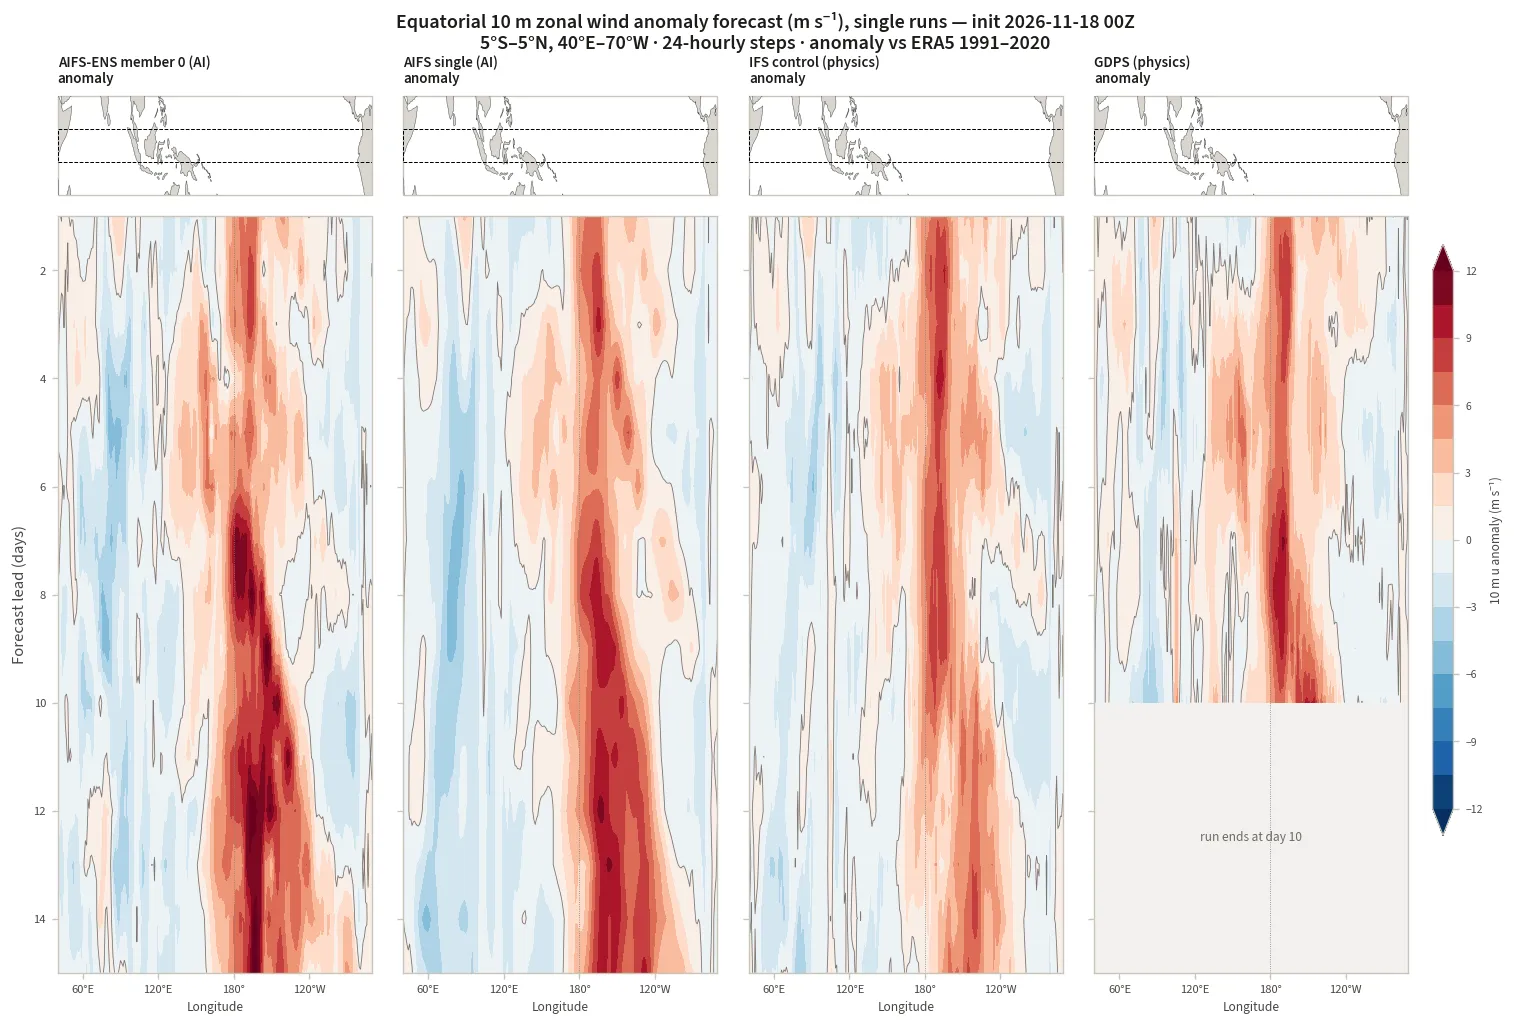 Equatorial 10 m zonal wind anomaly forecast (m s⁻¹), single runs — init 2026-11-18 00Z
5°S–5°N, 40°E–70°W · 24-hourly steps · anomaly vs ERA5 1991–2020
AIFS-ENS member 0 (AI)
anomaly
AIFS single (AI)
anomaly
IFS control (physics)
anomaly
GDPS (physics)
anomaly
Forecast lead (days)
2
4
6
8
10
12
14
run ends at day 10
60°E
120°E
180°
120°W
Longitude
60°E
120°E
180°
120°W
Longitude
60°E
120°E
180°
120°W
Longitude
60°E
120°E
180°
120°W
Longitude
12
9
6
3
0
−3
−6
−9
−12
10 m u anomaly (m s⁻¹)